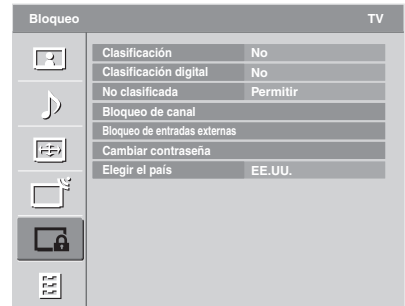 Bloqueo TV
Clasificación No
Clasificación digital No
No clasificada Permitir
Bloqueo de canal
Bloqueo de entradas externas
Cambiar contraseña
Elegir el país EE.UU.